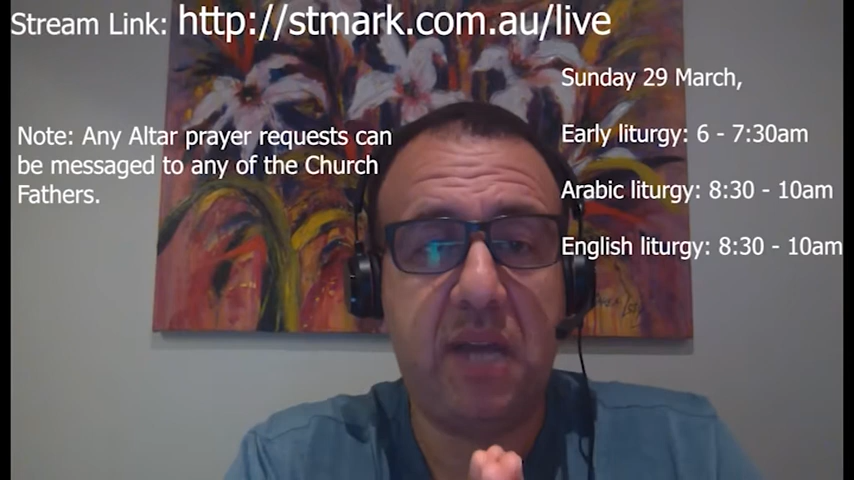 Stream Link: http://stmark.com.au/live
Sunday 29 March,
Note: Any Altar prayer requests can
be messaged to any of the Church
Fathers.
Early liturgy: 6 - 7:30am
Arabic liturgy: 8:30 - 10am
English liturgy: 8:30 - 10am